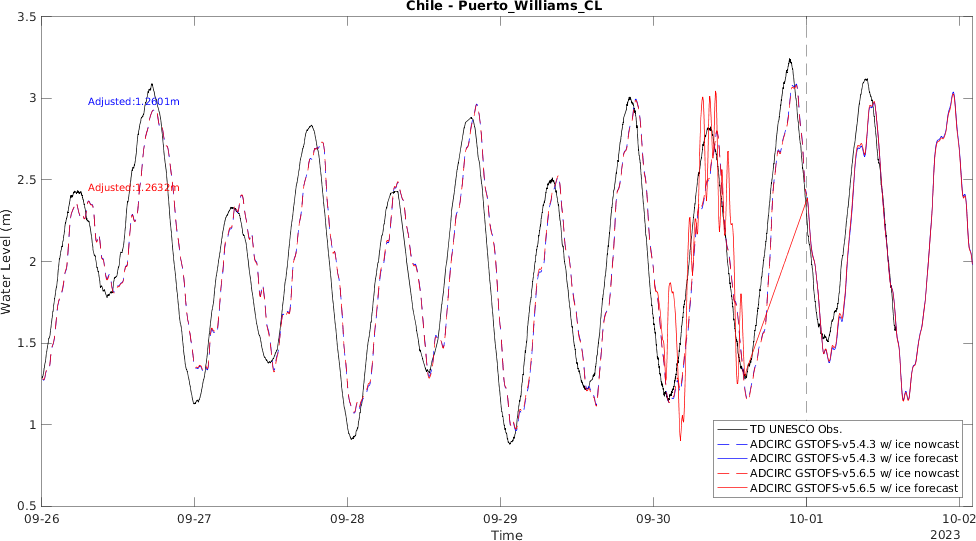 Chile - Puerto_Williams_CL
3.5
3
2.5
2
1.5
1
0.5
Water Level (m)
Adjusted:1.2601m
Adjusted:1.2632m
TD UNESCO Obs.
ADCIRC GSTOFS-v5.4.3 w/ ice nowcast
ADCIRC GSTOFS-v5.4.3 w/ ice forecast
ADCIRC GSTOFS-v5.6.5 w/ ice nowcast
ADCIRC GSTOFS-v5.6.5 w/ ice forecast
09-26 09-27 09-28 09-29 09-30 10-01 10-02
Time
2023